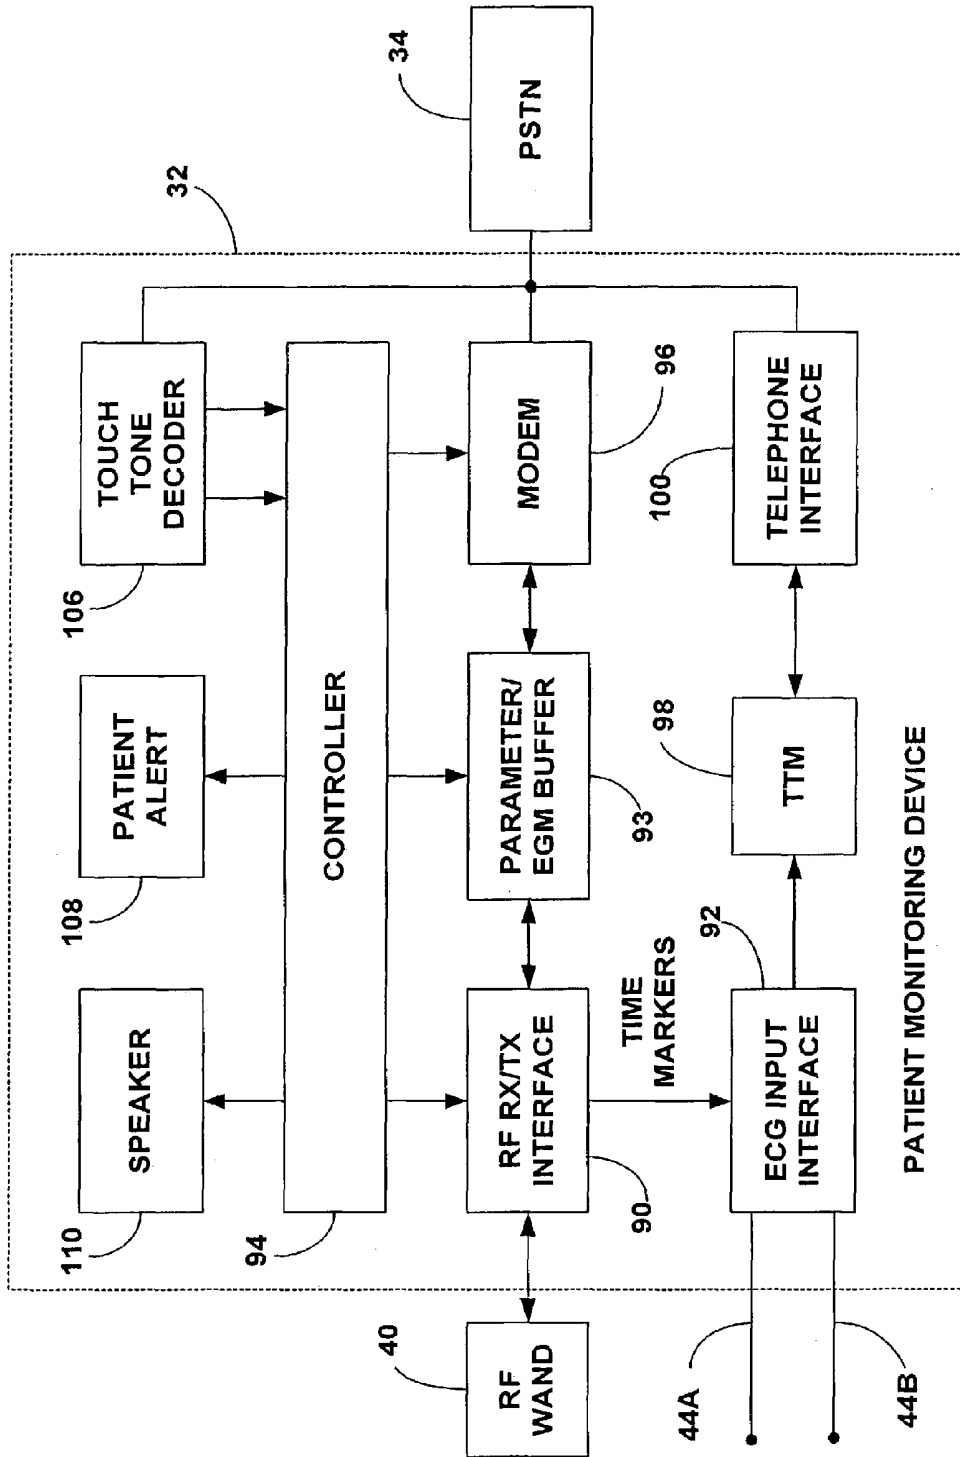 32
34
110
SPEAKER
108
PATIENT
ALERT
106
TOUCH
TONE
DECODER
94
CONTROLLER
40
RF
WAND
RF RX/TX
INTERFACE
90
PARAMETER/
EGM BUFFER
93
MODEM
96
PSTN
TIME
MARKERS
44A
44B
92
ECG INPUT
INTERFACE
98
TTM
100
TELEPHONE
INTERFACE
PATIENT MONITORING DEVICE